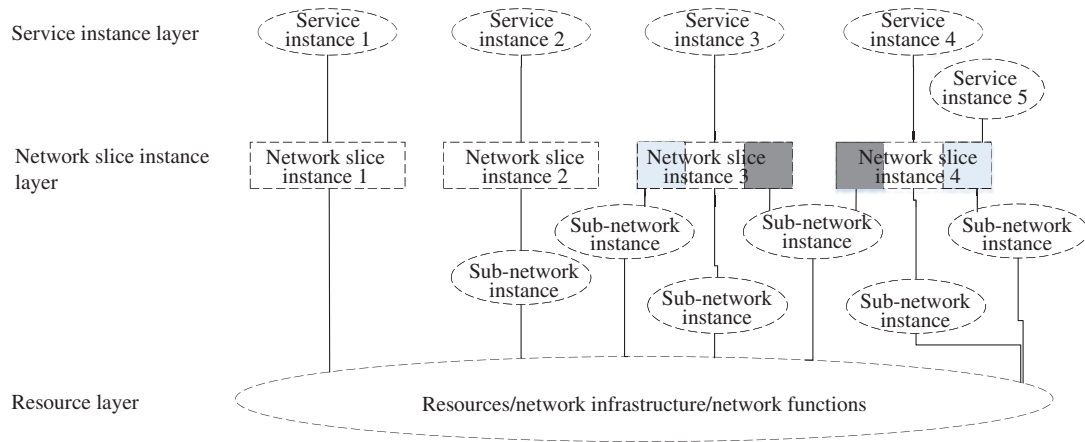 Service instance layer
Service
instance 1
Service
instance 2
Service
instance 3
Service
instance 4
Service
instance 5
Network slice instance
layer
Network slice
instance 1
Network slice
instance 2
Network slice
instance 3
Network slice
instance 4
Sub-network
instance
Sub-network
instance
Sub-network
instance
Sub-network
instance
Sub-network
instance
Sub-network
instance
Resource layer
Resources/network infrastructure/network functions